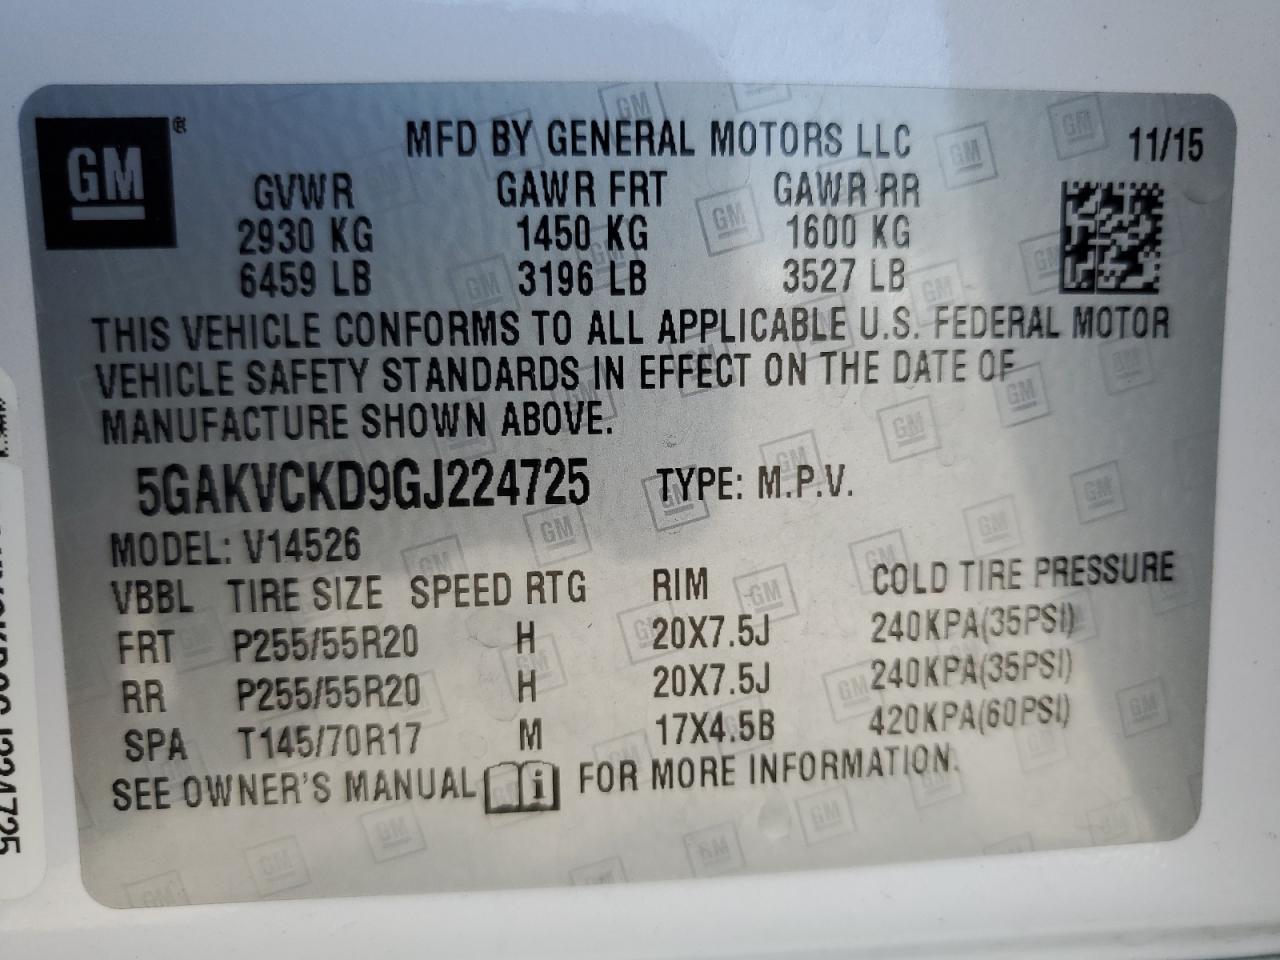 GM ®
MFD BY GENERAL MOTORS LLC 11/15
GVWR GAWR FRT GAWR RR
2930 KG 1450 KG 1600 KG
6459 LB 3196 LB 3527 LB
THIS VEHICLE CONFORMS TO ALL APPLICABLE U.S. FEDERAL MOTOR
VEHICLE SAFETY STANDARDS IN EFFECT ON THE DATE OF
MANUFACTURE SHOWN ABOVE.
5GAKVCKD9GJ224725 TYPE: M.P.V.
MODEL: V14526
VBBL TIRE SIZE SPEED RTG RIM COLD TIRE PRESSURE
FRT P255/55R20 H 20X7.5J 240KPA(35PSI)
RR P255/55R20 H 20X7.5J 240KPA(35PSI)
SPA T145/70R17 M 17X4.5B 420KPA(60PSI)
SEE OWNER'S MANUAL i FOR MORE INFORMATION.